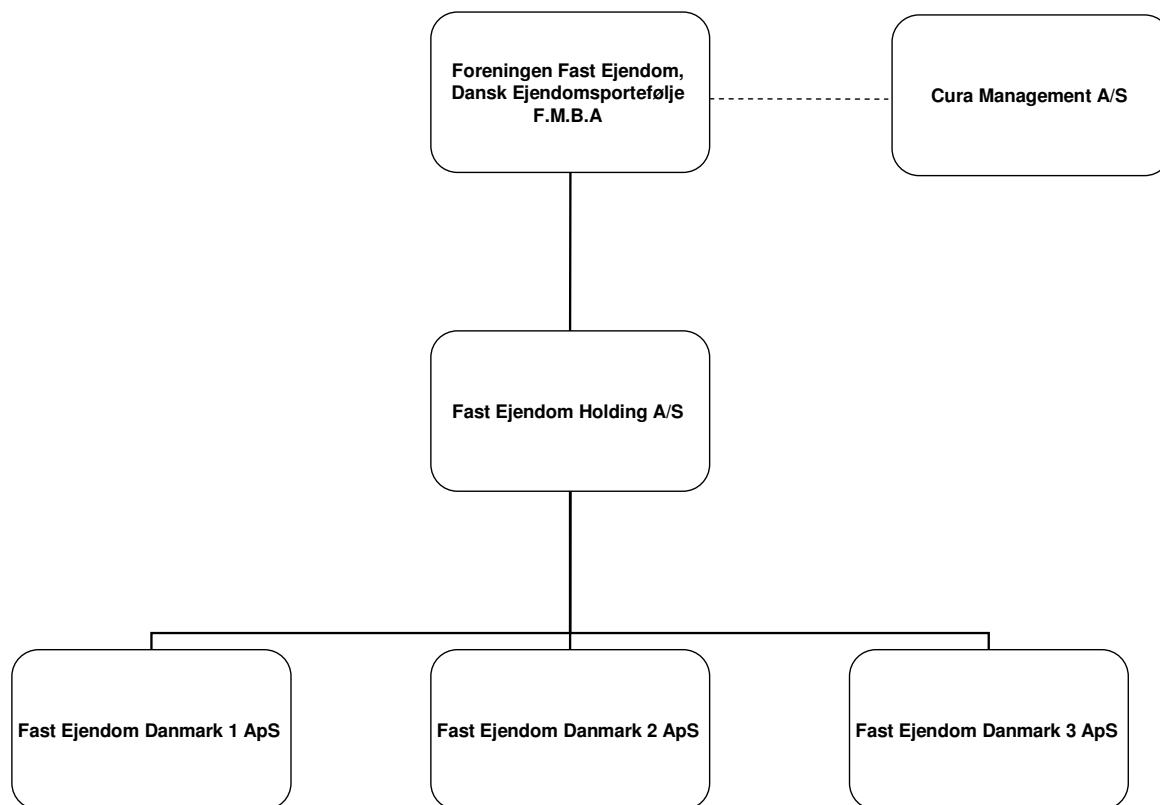 Foreningen Fast Ejendom,
Dansk Ejendomsportefølje
F.M.B.A
Cura Management A/S
Fast Ejendom Holding A/S
Fast Ejendom Danmark 1 ApS
Fast Ejendom Danmark 2 ApS
Fast Ejendom Danmark 3 ApS